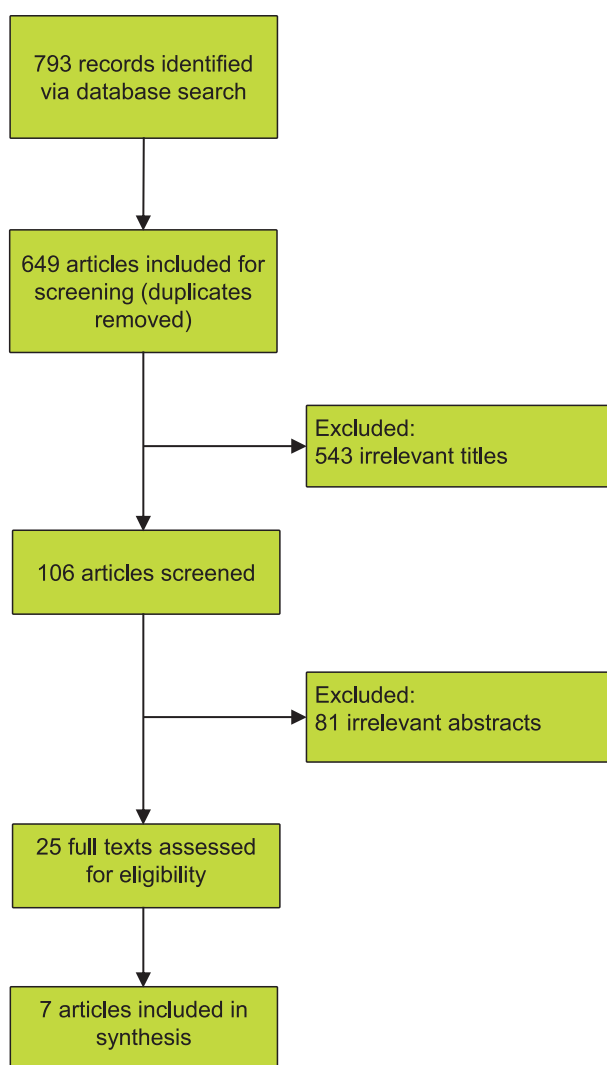 793 records identified
via database search
649 articles included for
screening (duplicates
removed)
Excluded:
543 irrelevant titles
106 articles screened
Excluded:
81 irrelevant abstracts
25 full texts assessed
for eligibility
7 articles included in
synthesis